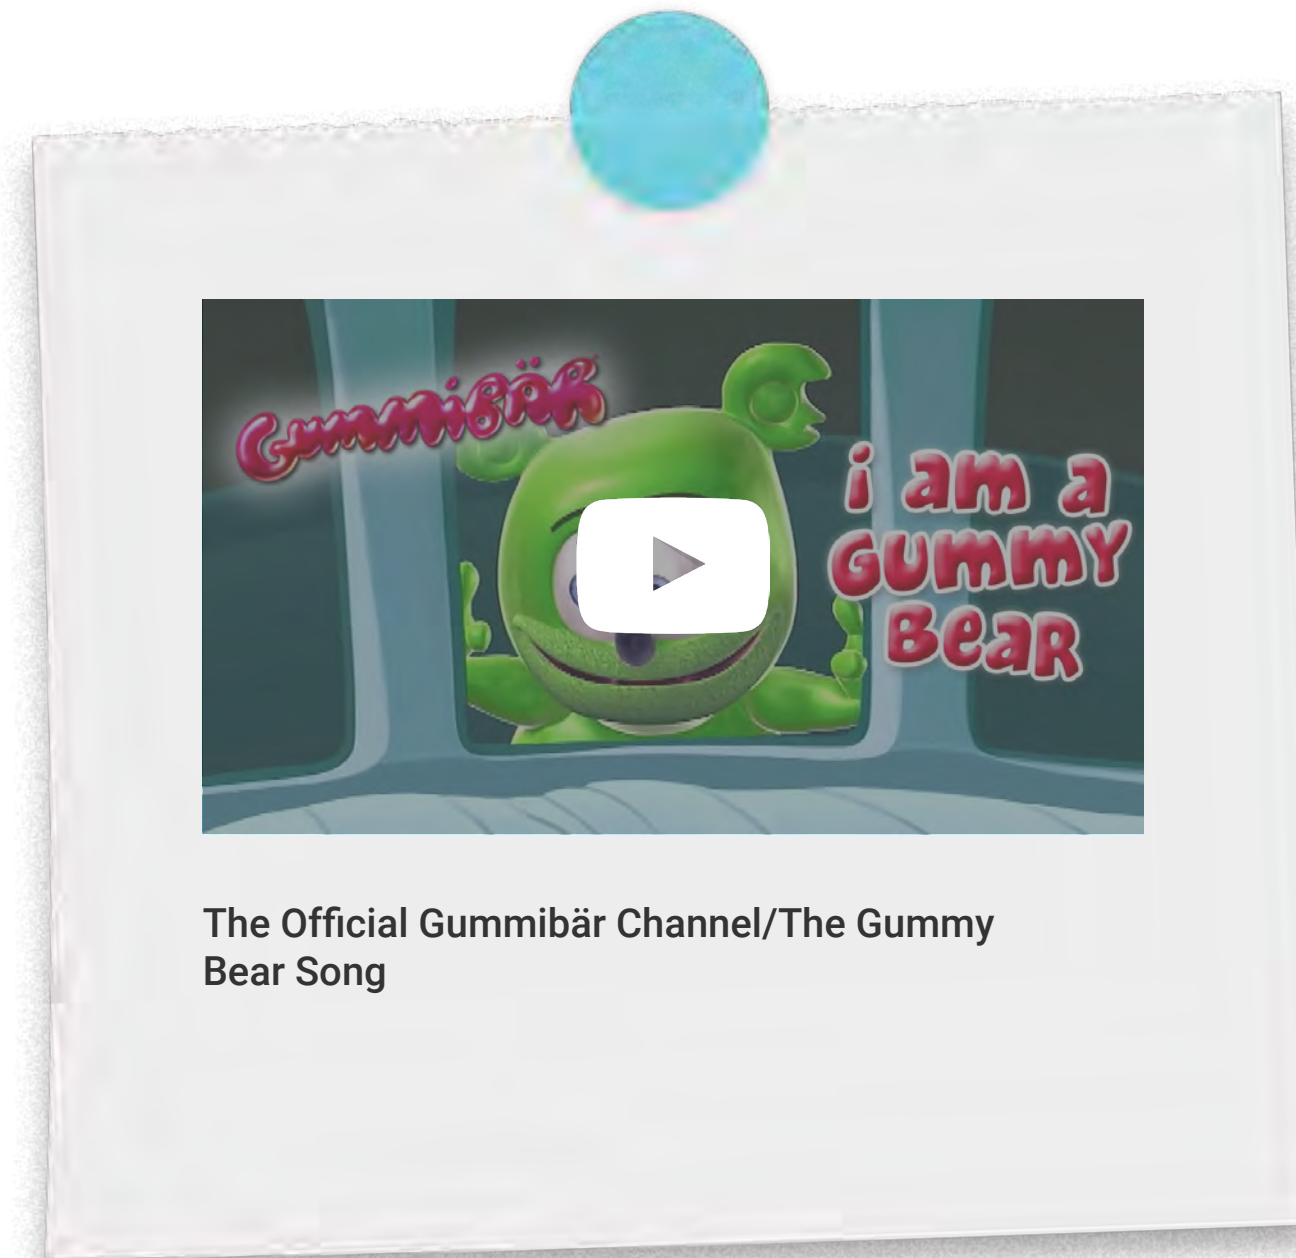 GummiBÄR
i am a
GUMMY
BeaR
The Official Gummibär Channel/The Gummy
Bear Song